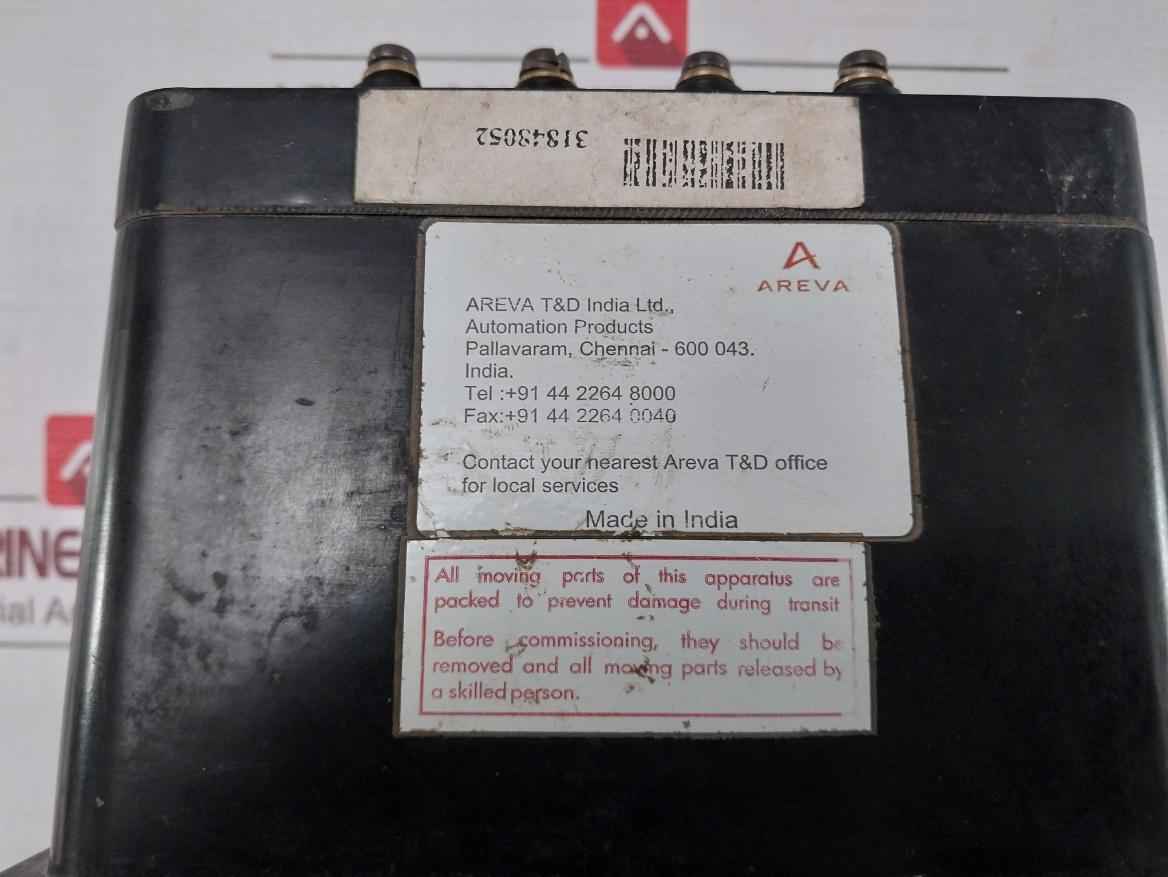 31848052
AREVA
AREVA T&D India Ltd.,
Automation Products
Pallavaram, Chennai - 600 043.
India.
Tel :+91 44 2264 8000
Fax:+91 44 2264 0040
Contact your nearest Areva T&D office
for local services
Made in India
All moving parts of this apparatus are
packed to prevent damage during transit
Before commissioning, they should be
removed and all moving parts released by
a skilled person.
RINE
ial A